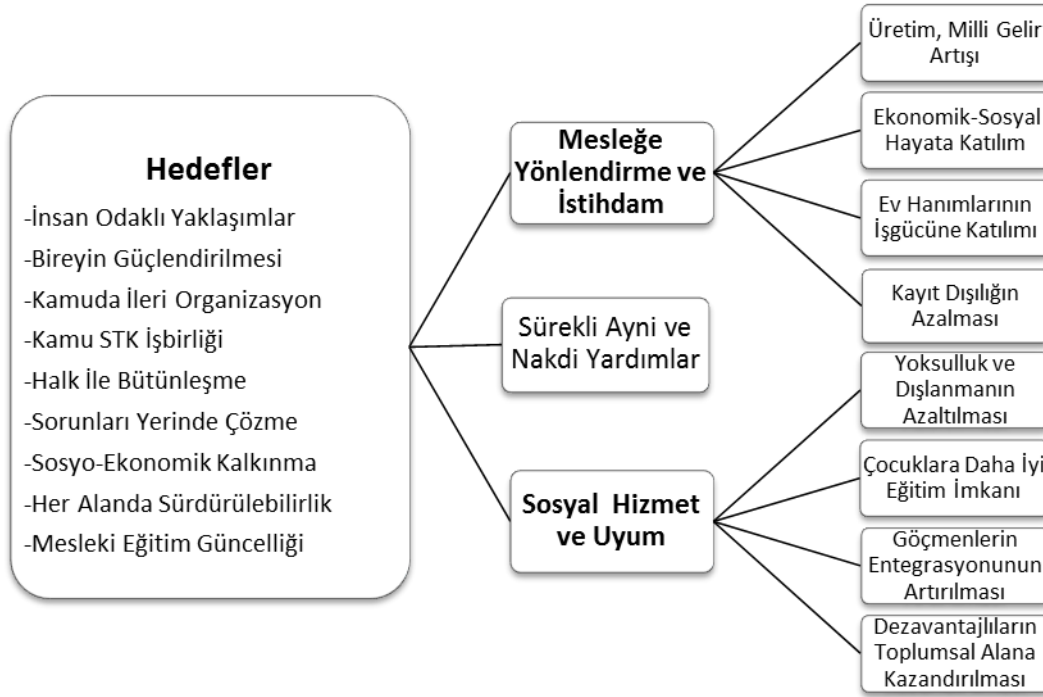 Hedefler
-İnsan Odaklı Yaklaşımlar
-Bireyin Güçlendirilmesi
-Kamuda İleri Organizasyon
-Kamu STK İşbirliği
-Halk İle Bütünleşme
-Sorunları Yerinde Çözme
-Sosyo-Ekonomik Kalkınma
-Her Alanda Sürdürülebilirlik
-Mesleki Eğitim Güncelliği
Mesleğe
Yönlendirme ve
İstihdam
Sürekli Ayni ve
Nakdi Yardımlar
Sosyal Hizmet
ve Uyum
Üretim, Milli Gelir
Artışı
Ekonomik-Sosyal
Hayata Katılım
Ev Hanımlarının
İşgücüne Katılımı
Kayıt Dışılığın
Azalması
Yoksulluk ve
Dışlanmanın
Azaltılması
Çocuklara Daha İyi
Eğitim İmkanı
Göçmenlerin
Entegrasyonunun
Artırılması
Dezavantajlıların
Toplumsal Alana
Kazandırılması